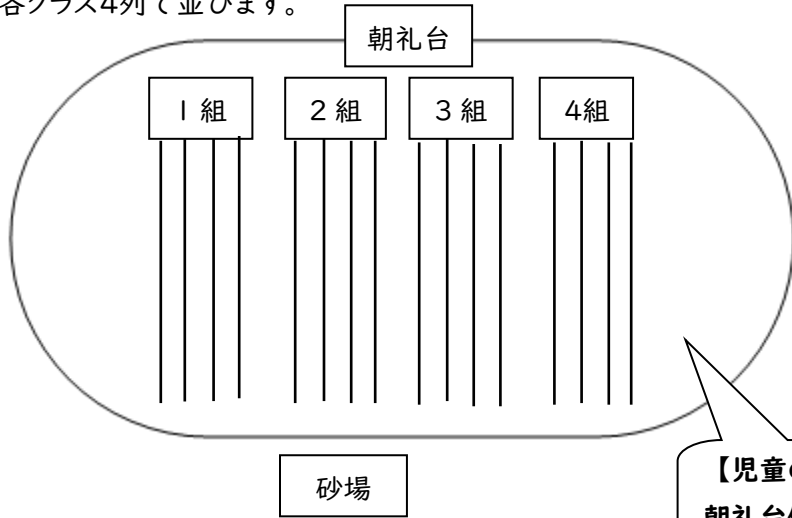 各クラス4列で並びます。
朝礼台
1組
2組
3組
4組
砂場
【児童の
朝礼台